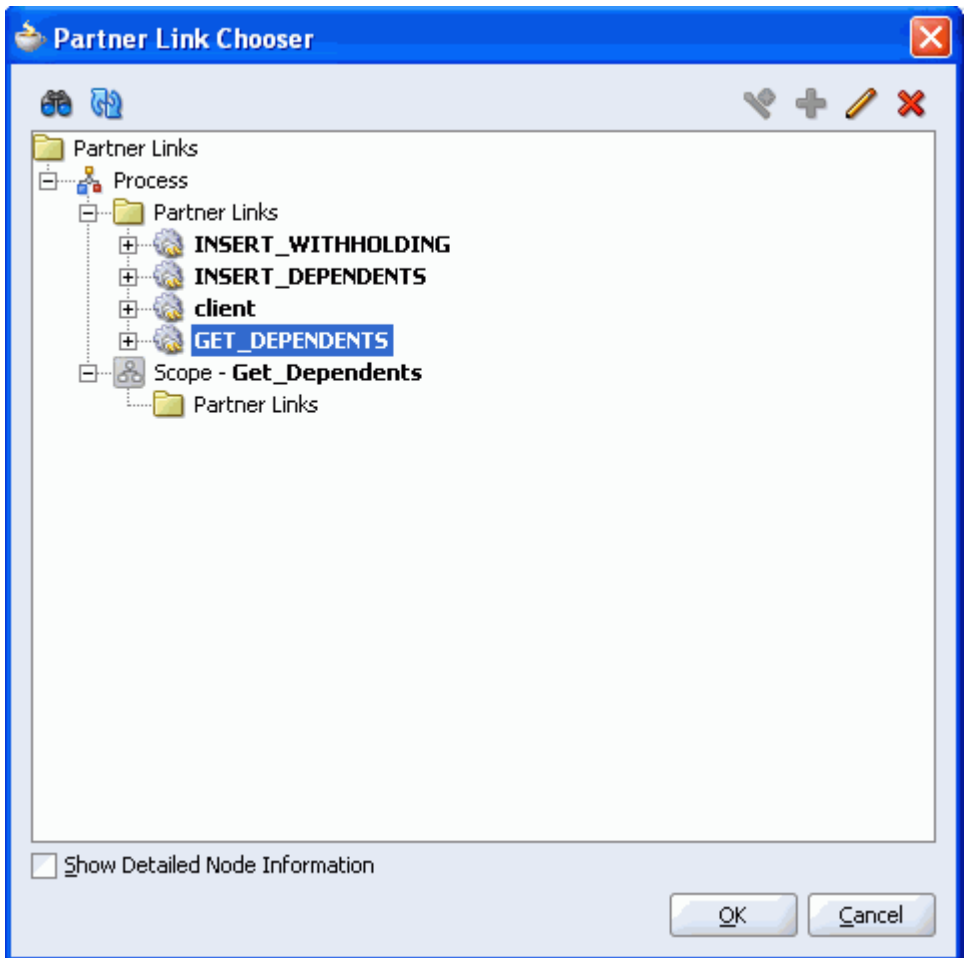 Partner Link Chooser
Partner Links
Process
Partner Links
INSERT_WITHHOLDING
INSERT_DEPENDENTS
client
GET_DEPENDENTS
Scope - Get_Dependents
Partner Links
Show Detailed Node Information
OK Cancel